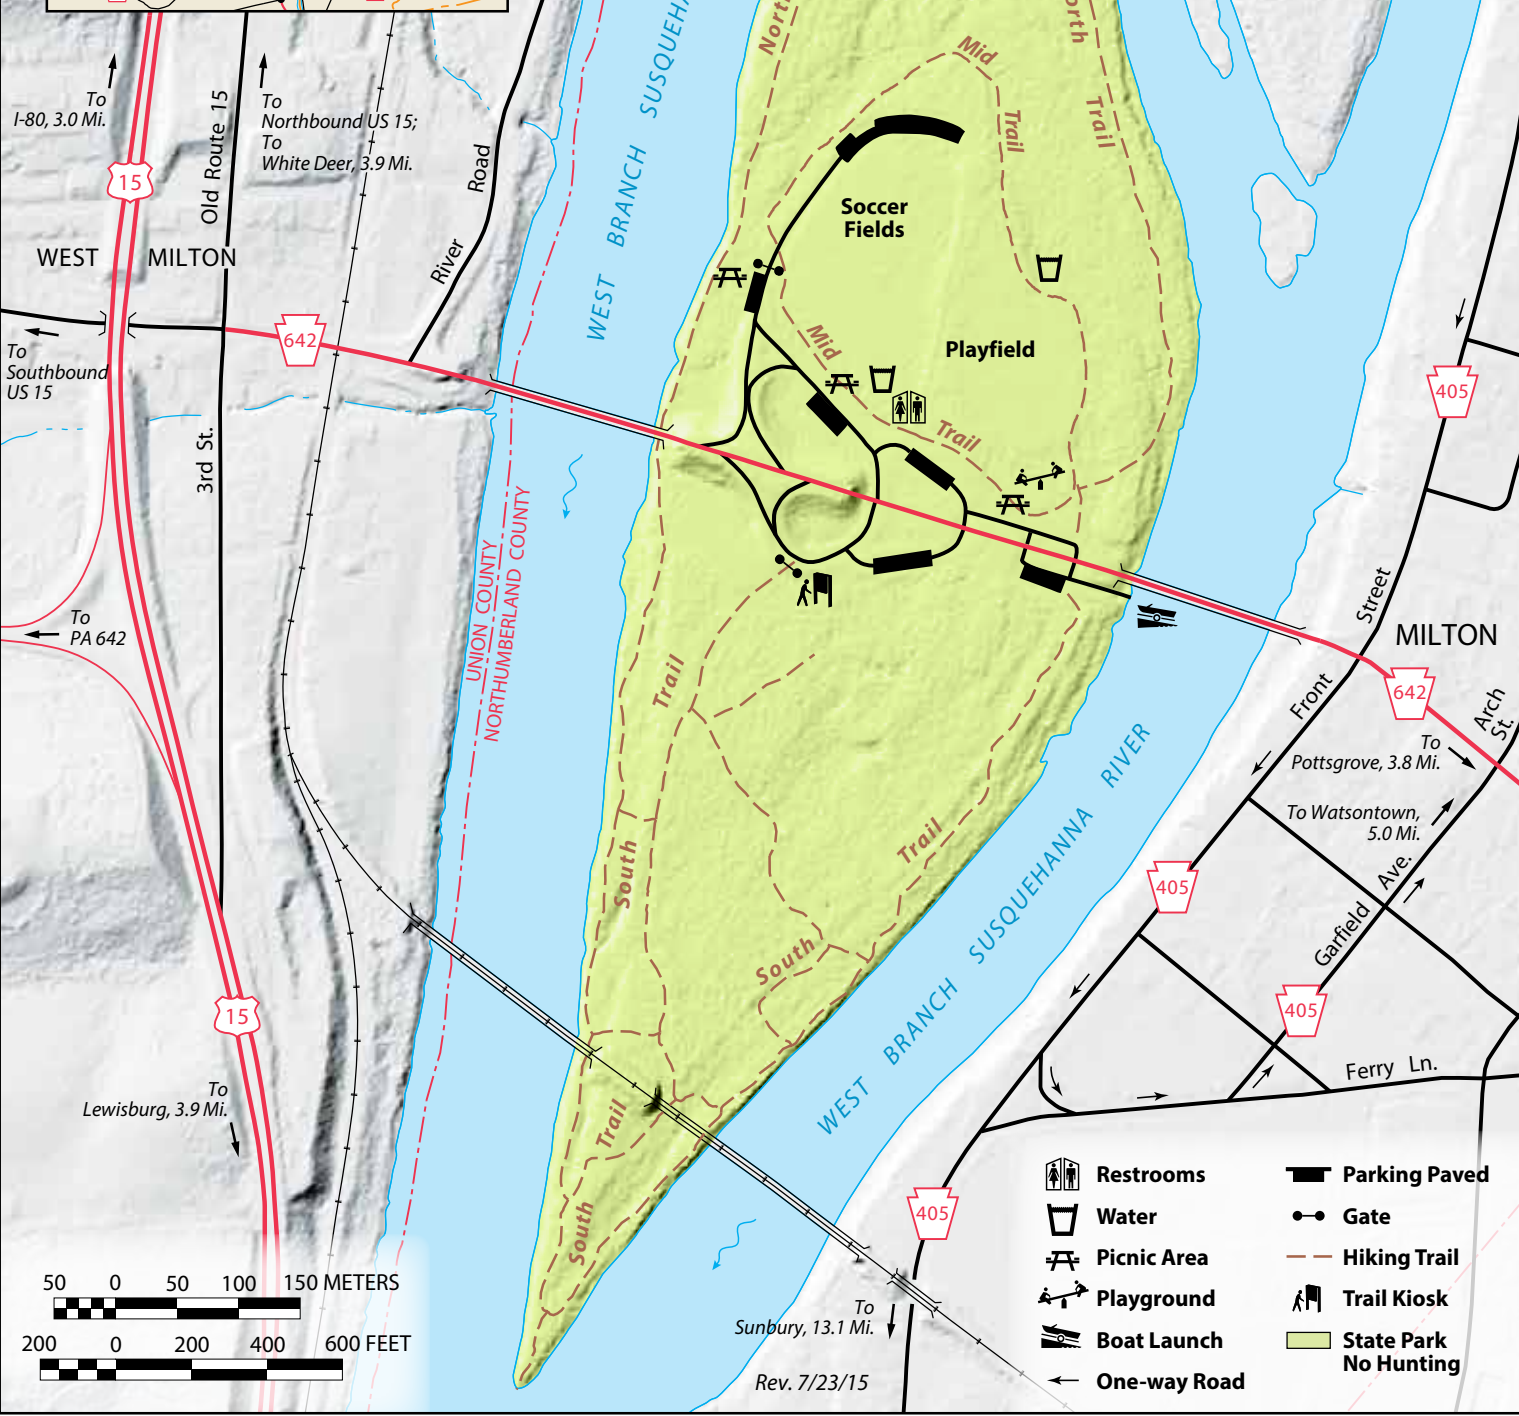 North
North
WEST BRANCH SUSQUEHA
Mid
Trail
Trail
To
I-80, 3.0 Mi.
Old Route 15
To
Northbound US 15;
To
White Deer, 3.9 Mi.
River Road
15
WEST MILTON
Soccer
Fields
Playfield
Mid
Trail
642
To
Southbound
US 15
405
3rd St.
UNION COUNTY
NORTHUMBERLAND COUNTY
To
PA 642
Front Street
MILTON
642
Arch
St.
To
Pottsgrove, 3.8 Mi.
To Watsontown,
5.0 Mi.
Trail
South
Trail
South
WEST BRANCH SUSQUEHANNA RIVER
405
Garfield Ave.
405
15
Ferry Ln.
To
Lewisburg, 3.9 Mi.
Trail
South
405
To
Sunbury, 13.1 Mi.
Rev. 7/23/15
50 0 50 100 150 METERS
200 0 200 400 600 FEET
Restrooms
Water
Picnic Area
Playground
Boat Launch
One-way Road
Parking Paved
Gate
Hiking Trail
Trail Kiosk
State Park
No Hunting